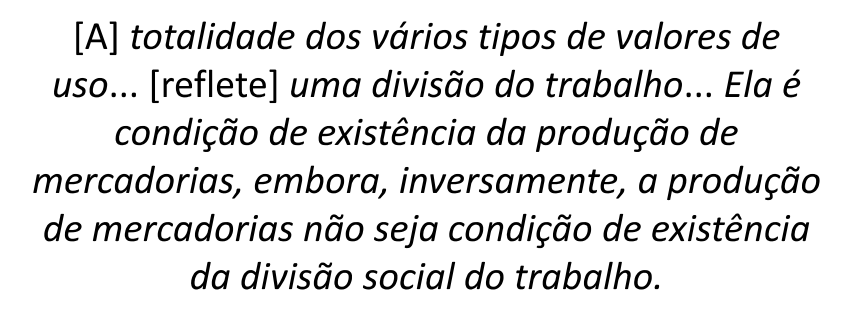 [A] totalidade dos vários tipos de valores de
uso... [reflete] uma divisão do trabalho... Ela é
condição de existência da produção de
mercadorias, embora, inversamente, a produção
de mercadorias não seja condição de existência
da divisão social do trabalho.